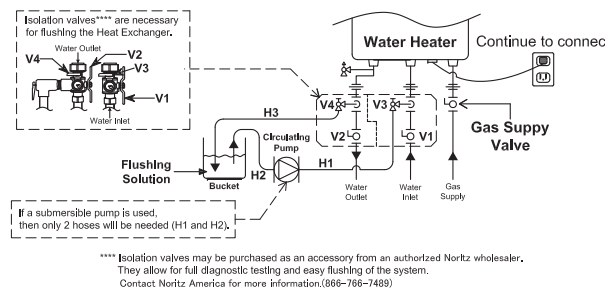 Isolation valves**** are necessary
for flushing the Heat Exchanger.
Water Outlet
V2
V4
V3
V1
Water Inlet
Water Heater
Continue to connec
V4
V3
H3
V2
V1
Gas Suppy
Valve
Circulating
Pump
H1
Flushing
Solution
H2
Bucket
Water
Outlet
Water
Inlet
Gas
Supply
If a submersible pump is used,
then only 2 hoses will be needed (H1 and H2).
**** Isolation valves may be purchased as an accessory from an authorized Noritz wholesaler.
They allow for full diagnostic testing and easy flushing of the system.
Contact Noritz America for more information.(866-766-7489)